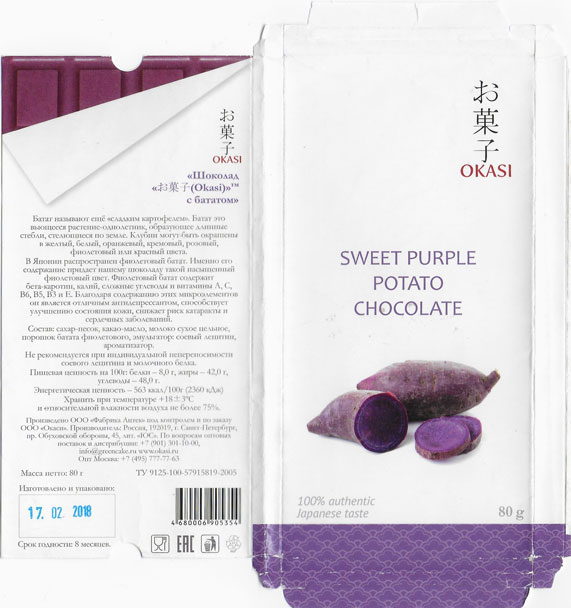 お菓子
OKASI
«Шоколад
«お菓子(Okasi)»™
с бататом»
Батат называют ещё «сладким картофелем». Батат это
вьющееся растение-однолетник, образующее длинные
стебли, стелющиеся по земле. Клубни могут быть окрашены
в желтый, белый, оранжевый, кремовый, розовый,
фиолетовый или красный цвета.
В Японии распространен фиолетовый батат. Именно его
содержание придает нашему шоколаду такой насыщенный
фиолетовый цвет. Фиолетовый батат содержит
бета-каротин, калий, сложные углеводы и витамины А, С,
В6, В5, В3 и Е. Благодаря содержанию этих микроэлементов
он является отличным антидепрессантом, способствует
улучшению состояния кожи, снижает риск катаракты и
сердечных заболеваний.
Состав: сахар-песок, какао-масло, молоко сухое цельное,
порошок батата фиолетового, эмульгатор: соевый лецитин,
ароматизатор.
Не рекомендуется при индивидуальной непереносимости
соевого лецитина и молочного белка.
Пищевая ценность на 100г: белки – 8,0 г, жиры – 42,0 г,
углеводы – 48,0 г.
Энергетическая ценность – 563 ккал/100г (2360 кДж)
Хранить при температуре +18±3°С
и относительной влажности воздуха не более 75%.
Произведено ООО «Фабрика Антек» под контролем и по заказу
ООО «Окаси». Производитель: Россия, 192019, г. Санкт-Петербург,
пр. Обуховской обороны, 45, лит. «Ю». По вопросам оптовых
поставок и дистрибуции: +7 (901) 301-10-00,
info@greencake.ru www.okasi.ru
Опт Москва: +7 (495) 777-77-63
Масса нетто: 80 г
ТУ 9125-100-57915819-2005
Изготовлено и упаковано:
17. 02. 2018
4 680006 905354
Срок годности: 8 месяцев.
EAC
お菓子
OKASI
SWEET PURPLE
POTATO
CHOCOLATE
100% authentic
Japanese taste
80 g